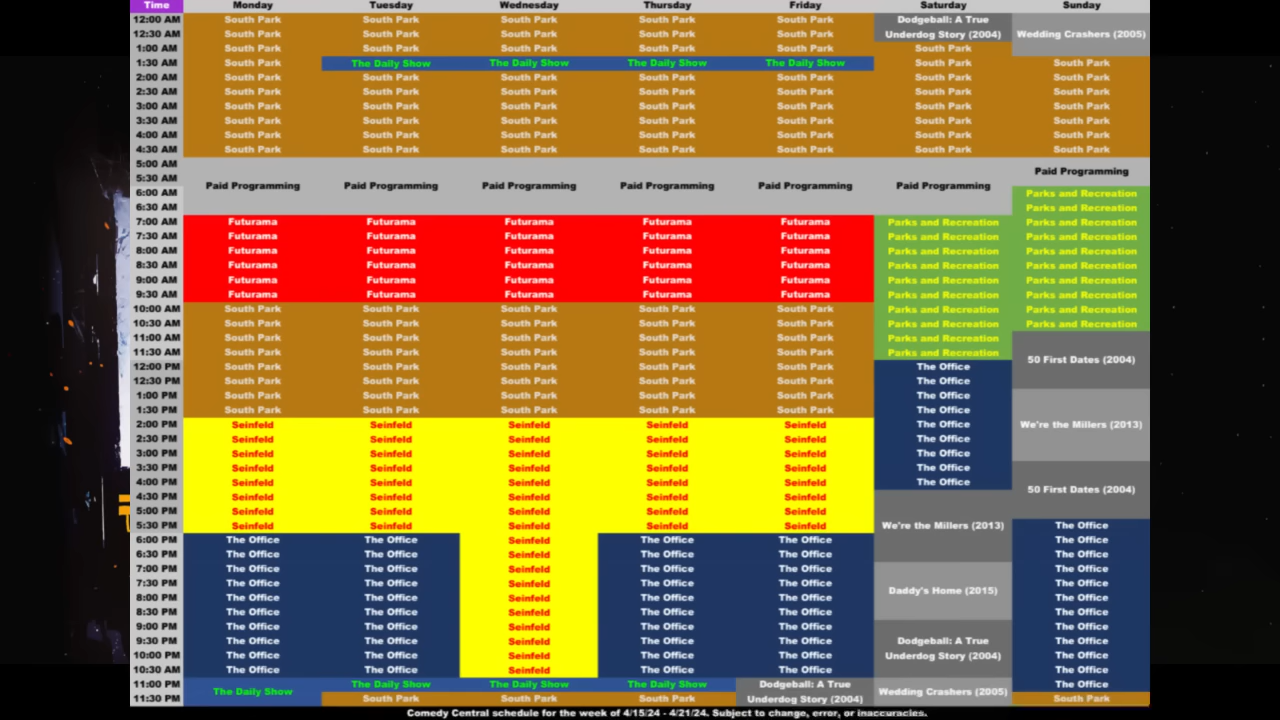 Time Monday Tuesday Wednesday Thursday Friday Saturday Sunday
12:00 AM South Park South Park South Park South Park South Park Dodgeball: A True
12:30 AM South Park South Park South Park South Park South Park Underdog Story (2004) Wedding Crashers (2005)
1:00 AM South Park South Park South Park South Park South Park South Park
1:30 AM South Park The Daily Show The Daily Show The Daily Show The Daily Show South Park South Park
2:00 AM South Park South Park South Park South Park South Park South Park South Park
2:30 AM South Park South Park South Park South Park South Park South Park South Park
3:00 AM South Park South Park South Park South Park South Park South Park South Park
3:30 AM South Park South Park South Park South Park South Park South Park South Park
4:00 AM South Park South Park South Park South Park South Park South Park South Park
4:30 AM South Park South Park South Park South Park South Park South Park South Park
5:00 AM
Paid Programming
5:30 AM
Paid Programming Paid Programming Paid Programming Paid Programming Paid Programming Paid Programming
6:00 AM Parks and Recreation
6:30 AM Parks and Recreation
7:00 AM Futurama Futurama Futurama Futurama Futurama Parks and Recreation Parks and Recreation
7:30 AM Futurama Futurama Futurama Futurama Futurama Parks and Recreation Parks and Recreation
8:00 AM Futurama Futurama Futurama Futurama Futurama Parks and Recreation Parks and Recreation
8:30 AM Futurama Futurama Futurama Futurama Futurama Parks and Recreation Parks and Recreation
9:00 AM Futurama Futurama Futurama Futurama Futurama Parks and Recreation Parks and Recreation
9:30 AM Futurama Futurama Futurama Futurama Futurama Parks and Recreation Parks and Recreation
10:00 AM South Park South Park South Park South Park South Park Parks and Recreation Parks and Recreation
10:30 AM South Park South Park South Park South Park South Park Parks and Recreation Parks and Recreation
11:00 AM South Park South Park South Park South Park South Park Parks and Recreation
11:30 AM South Park South Park South Park South Park South Park Parks and Recreation
50 First Dates (2004)
12:00 PM South Park South Park South Park South Park South Park The Office
12:30 PM South Park South Park South Park South Park South Park The Office
1:00 PM South Park South Park South Park South Park South Park The Office
1:30 PM South Park South Park South Park South Park South Park The Office
2:00 PM Seinfeld Seinfeld Seinfeld Seinfeld Seinfeld The Office We're the Millers (2013)
2:30 PM Seinfeld Seinfeld Seinfeld Seinfeld Seinfeld The Office
3:00 PM Seinfeld Seinfeld Seinfeld Seinfeld Seinfeld The Office
3:30 PM Seinfeld Seinfeld Seinfeld Seinfeld Seinfeld The Office
4:00 PM Seinfeld Seinfeld Seinfeld Seinfeld Seinfeld The Office
50 First Dates (2004)
4:30 PM Seinfeld Seinfeld Seinfeld Seinfeld Seinfeld
5:00 PM Seinfeld Seinfeld Seinfeld Seinfeld Seinfeld
5:30 PM Seinfeld Seinfeld Seinfeld Seinfeld Seinfeld We're the Millers (2013) The Office
6:00 PM The Office The Office Seinfeld The Office The Office The Office
6:30 PM The Office The Office Seinfeld The Office The Office The Office
7:00 PM The Office The Office Seinfeld The Office The Office The Office
7:30 PM The Office The Office Seinfeld The Office The Office The Office
Daddy's Home (2015)
8:00 PM The Office The Office Seinfeld The Office The Office The Office
8:30 PM The Office The Office Seinfeld The Office The Office The Office
9:00 PM The Office The Office Seinfeld The Office The Office The Office
9:30 PM The Office The Office Seinfeld The Office The Office Dodgeball: A True The Office
10:00 PM The Office The Office Seinfeld The Office The Office Underdog Story (2004) The Office
10:30 AM The Office The Office Seinfeld The Office The Office The Office
11:00 PM The Daily Show The Daily Show The Daily Show Dodgeball: A True The Office
The Daily Show Wedding Crashers (2005)
11:30 PM South Park South Park South Park Underdog Story (2004) South Park
Comedy Central schedule for the week of 4/15/24 - 4/21/24. Subject to change, error, or inaccuracies.